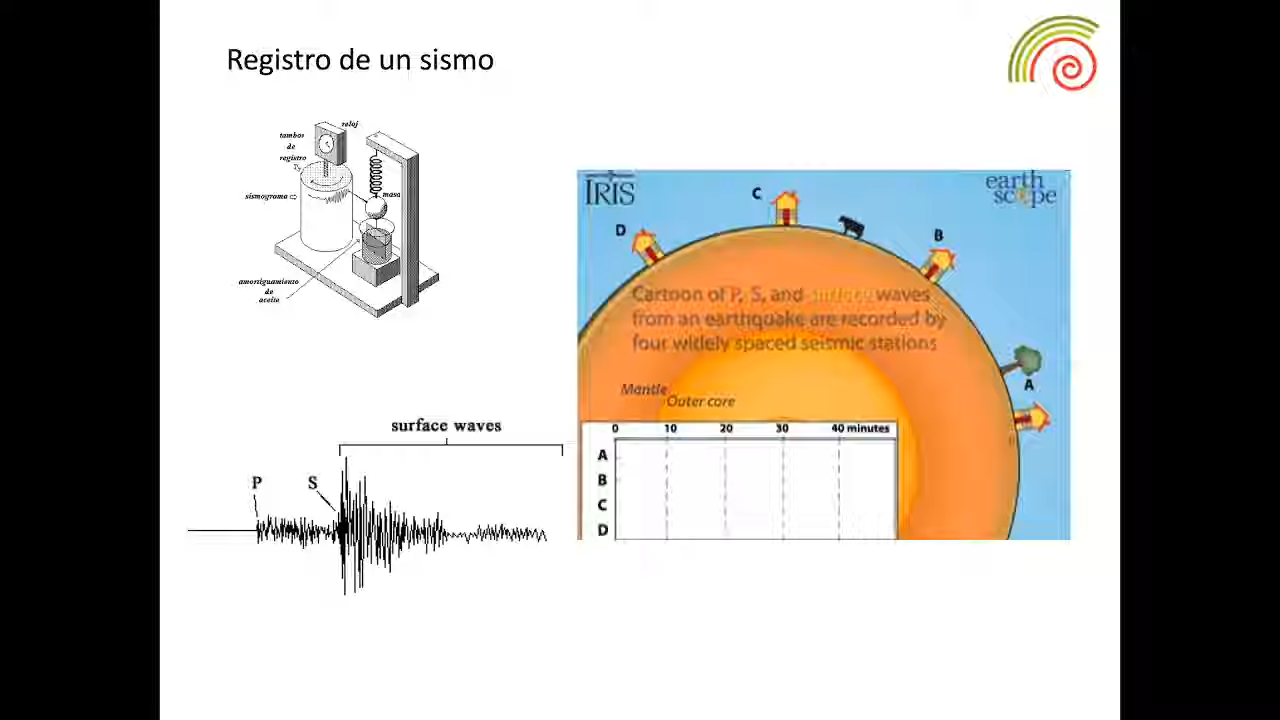 Registro de un sismo
reloj
tambor
de
registro
sismograma
masa
amortiguamiento
de
aceite
surface waves
P
S
IRIS
earth
scope
C
D
B
A
Cartoon of P, S, and surface waves
from an earthquake are recorded by
four widely spaced seismic stations
Mantle
Outer core
0 10 20 30 40 minutes
A
B
C
D